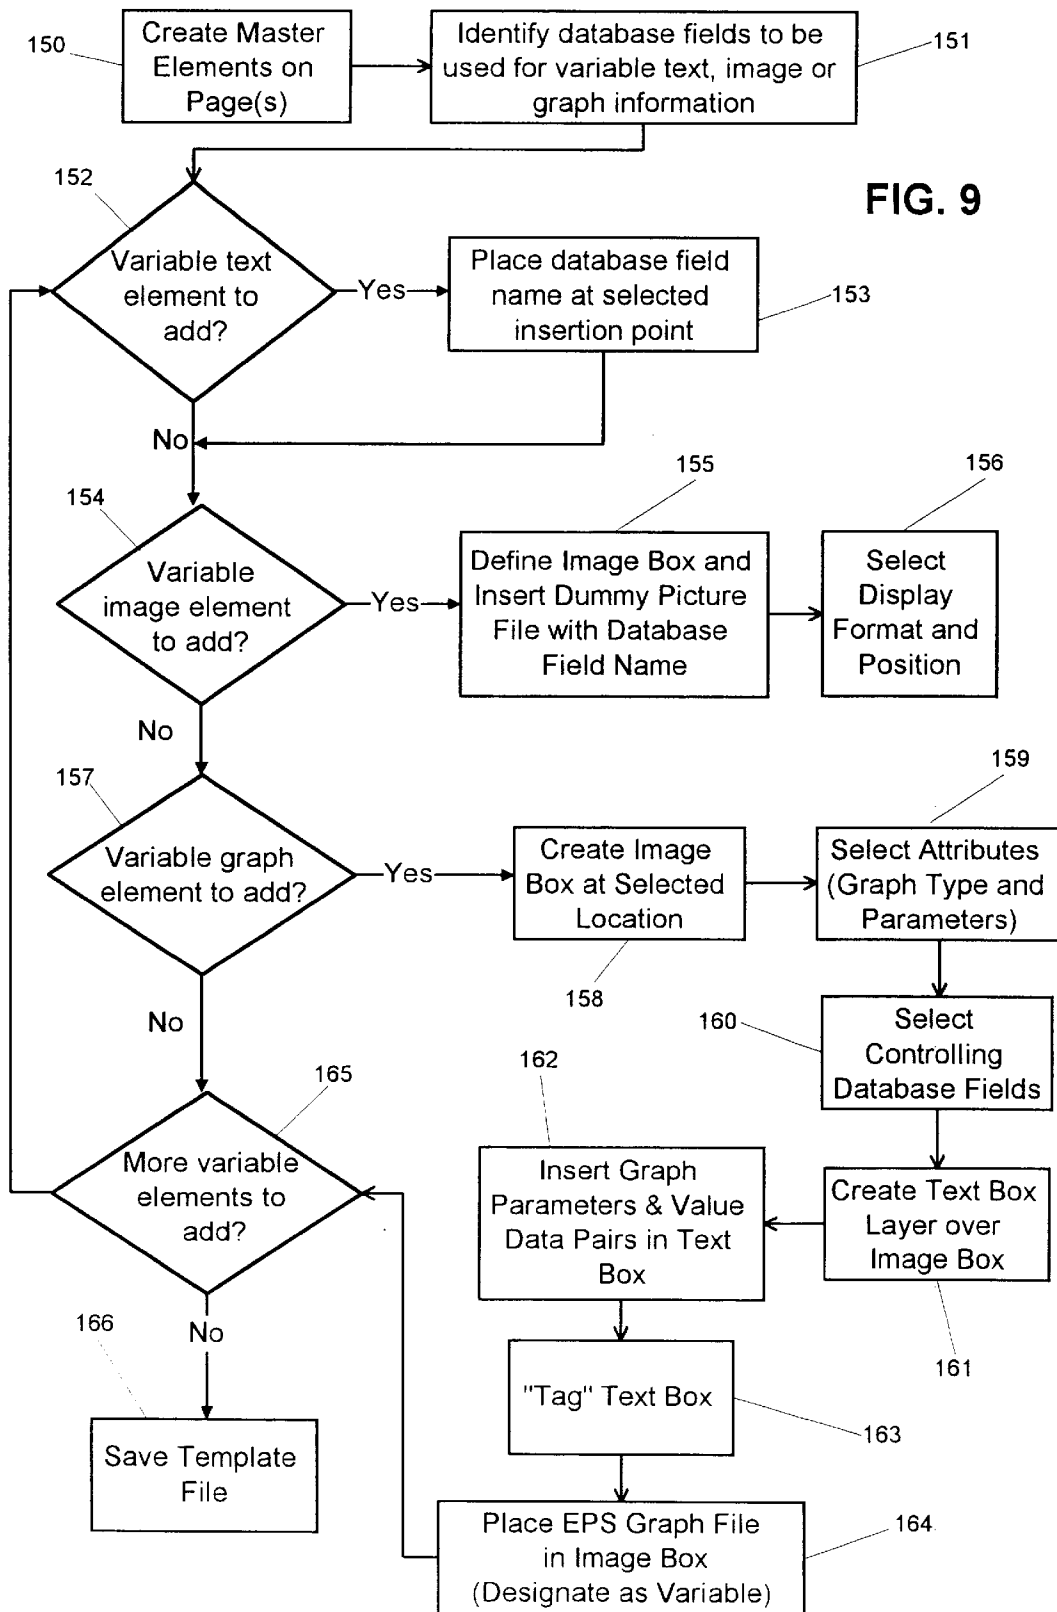 150
Create Master
Elements on
Page(s)
Identify database fields to be
used for variable text, image or
graph information
151
FIG. 9
152
Variable text
element to
add?
Yes
Place database field
name at selected
insertion point
153
No
154
Variable
image element
to add?
Yes
155
Define Image Box and
Insert Dummy Picture
File with Database
Field Name
156
Select
Display
Format and
Position
No
157
Variable graph
element to add?
Yes
Create Image
Box at Selected
Location
158
159
Select Attributes
(Graph Type and
Parameters)
No
160
Select
Controlling
Database Fields
165
More variable
elements to
add?
162
Insert Graph
Parameters & Value
Data Pairs in Text
Box
Create Text Box
Layer over
Image Box
161
No
166
Save Template
File
"Tag" Text Box
163
Place EPS Graph File
in Image Box
(Designate as Variable)
164